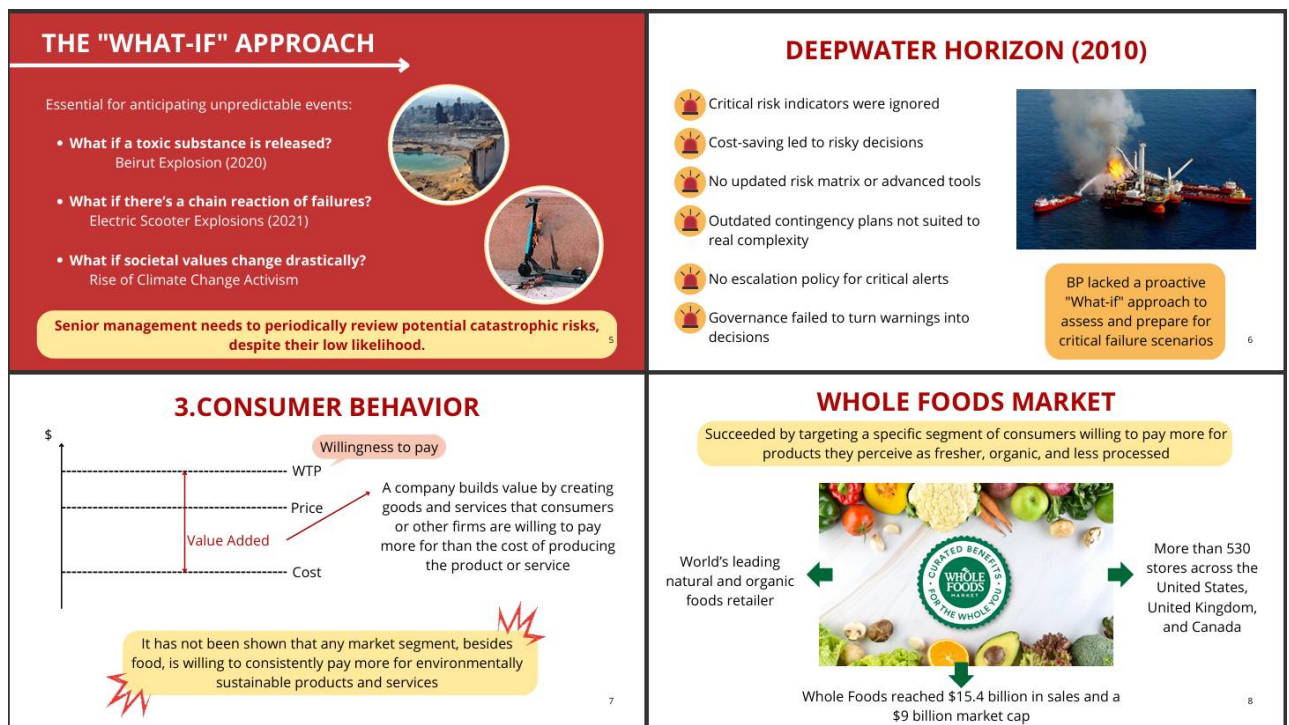 THE "WHAT-IF" APPROACH
Essential for anticipating unpredictable events:
• What if a toxic substance is released?
Beirut Explosion (2020)
• What if there's a chain reaction of failures?
Electric Scooter Explosions (2021)
• What if societal values change drastically?
Rise of Climate Change Activism
Senior management needs to periodically review potential catastrophic risks,
despite their low likelihood.
5
DEEPWATER HORIZON (2010)
Critical risk indicators were ignored
Cost-saving led to risky decisions
No updated risk matrix or advanced tools
Outdated contingency plans not suited to
real complexity
No escalation policy for critical alerts
Governance failed to turn warnings into
decisions
BP lacked a proactive
"What-if" approach to
assess and prepare for
critical failure scenarios
6
3.CONSUMER BEHAVIOR
$
Willingness to pay
WTP
Price
Value Added
Cost
A company builds value by creating
goods and services that consumers
or other firms are willing to pay
more for than the cost of producing
the product or service
It has not been shown that any market segment, besides
food, is willing to consistently pay more for environmentally
sustainable products and services
7
WHOLE FOODS MARKET
Succeeded by targeting a specific segment of consumers willing to pay more for
products they perceive as fresher, organic, and less processed
World's leading
natural and organic
foods retailer
CURATED BENEFITS
WHOLE
FOODS
MARKET
FOR THE WHOLE YOU
More than 530
stores across the
United States,
United Kingdom,
and Canada
Whole Foods reached $15.4 billion in sales and a
$9 billion market cap
8